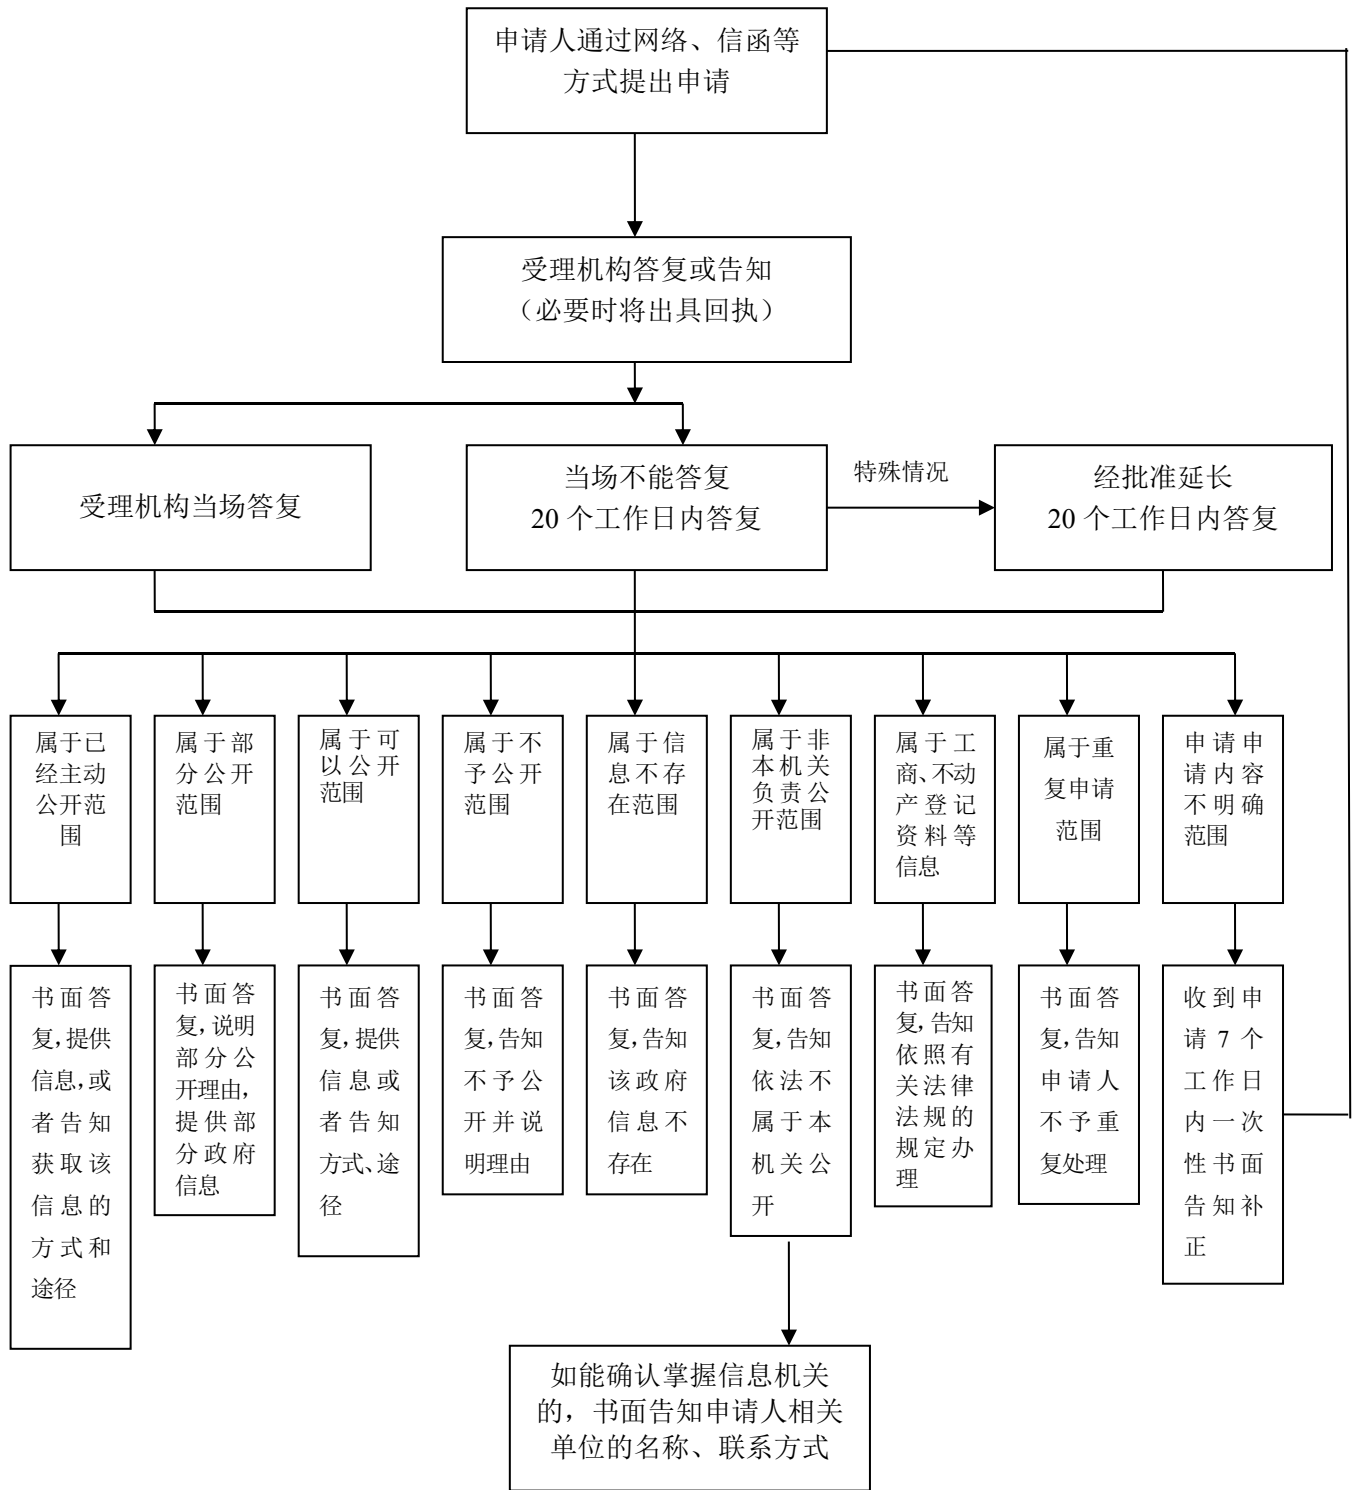 申请人通过网络、信函等
方式提出申请
受理机构答复或告知
（必要时将出具回执）
受理机构当场答复
当场不能答复
20 个工作日内答复
特殊情况
经批准延长
20 个工作日内答复
属于已
经主动
公开范
围
属于部
分公开
范围
属于可
以公开
范围
属于不
予公开
范围
属于信
息不存
在范围
属于非
本机关
负责公
开范围
属于工
商、不动
产登记
资料等
信息
属于重
复申请
范围
申请申
请内容
不明确
范围
书面答
复，提供
信息，或
者告知
获取该
信息的
方式和
途径
书面答
复，说明
部分公
开理由，
提供部
分政府
信息
书面答
复，提供
信息或
者告知
方式、途
径
书面答
复，告知
不予公
开并说
明理由
书面答
复，告知
该政府
信息不
存在
书面答
复，告知
依法不
属于本
机关公
开
书面答
复，告知
依照有
关法律
法规的
规定办
理
书面答
复，告知
申请人
不予重
复处理
收到申
请 7 个
工作日
内一次
性书面
告知补
正
如能确认掌握信息机关
的，书面告知申请人相关
单位的名称、联系方式